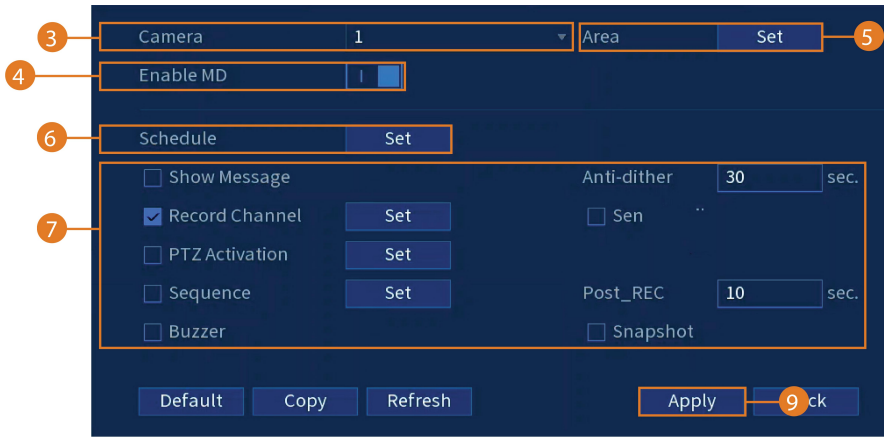 3 Camera 1 Area Set 5
4 Enable MD
6 Schedule Set
Show Message Anti-dither 30 sec.
7 Record Channel Set Sen
PTZ Activation Set
Sequence Set Post_REC 10 sec.
Buzzer Snapshot
Default Copy Refresh Apply 9 ck